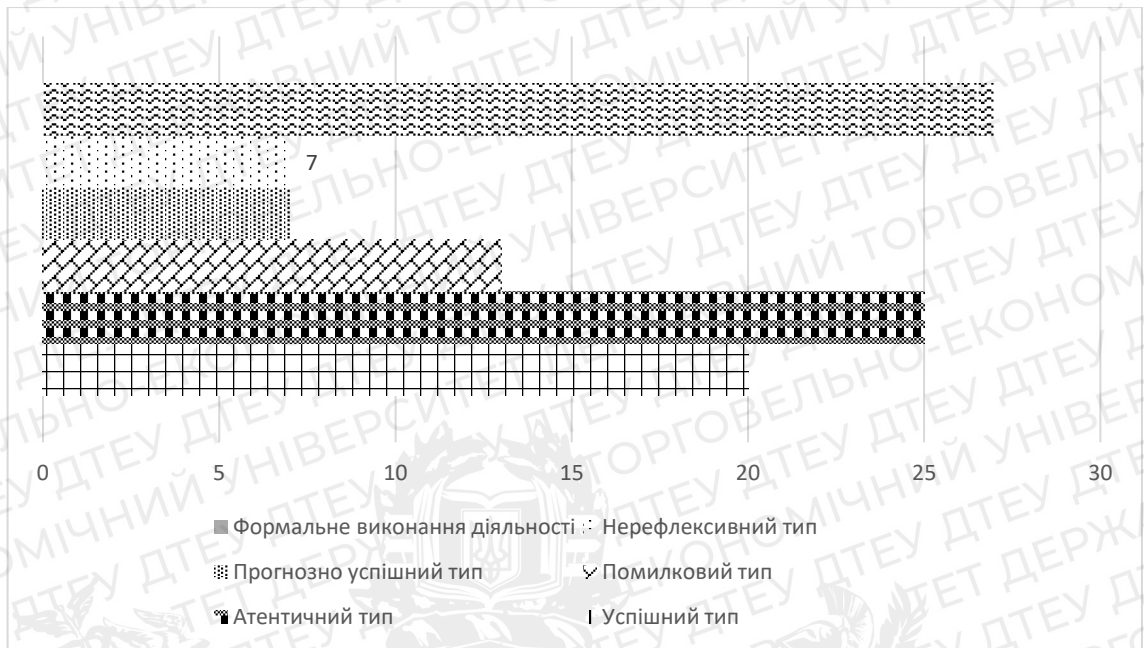 7
0 5 10 15 20 25 30
Формальне виконання діяльності Нерефлексивний тип
Прогнозно успішний тип Помилковий тип
Атентичний тип Успішний тип